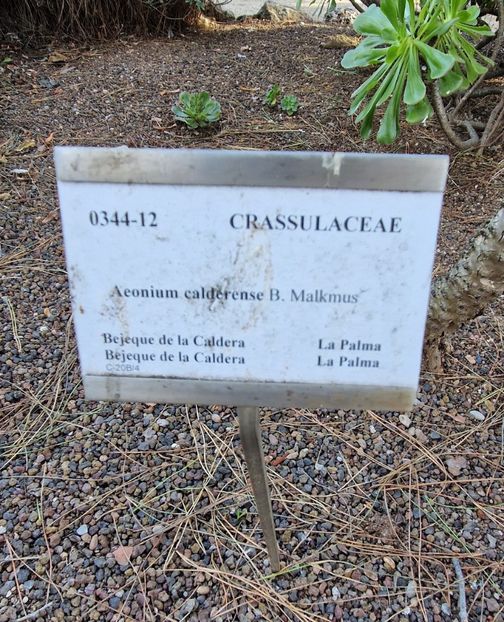 0344-12 CRASSULACEAE
Aeonium calderense B. Malkmus
Bejeque de la Caldera La Palma
Bejeque de la Caldera La Palma
C-20B/4